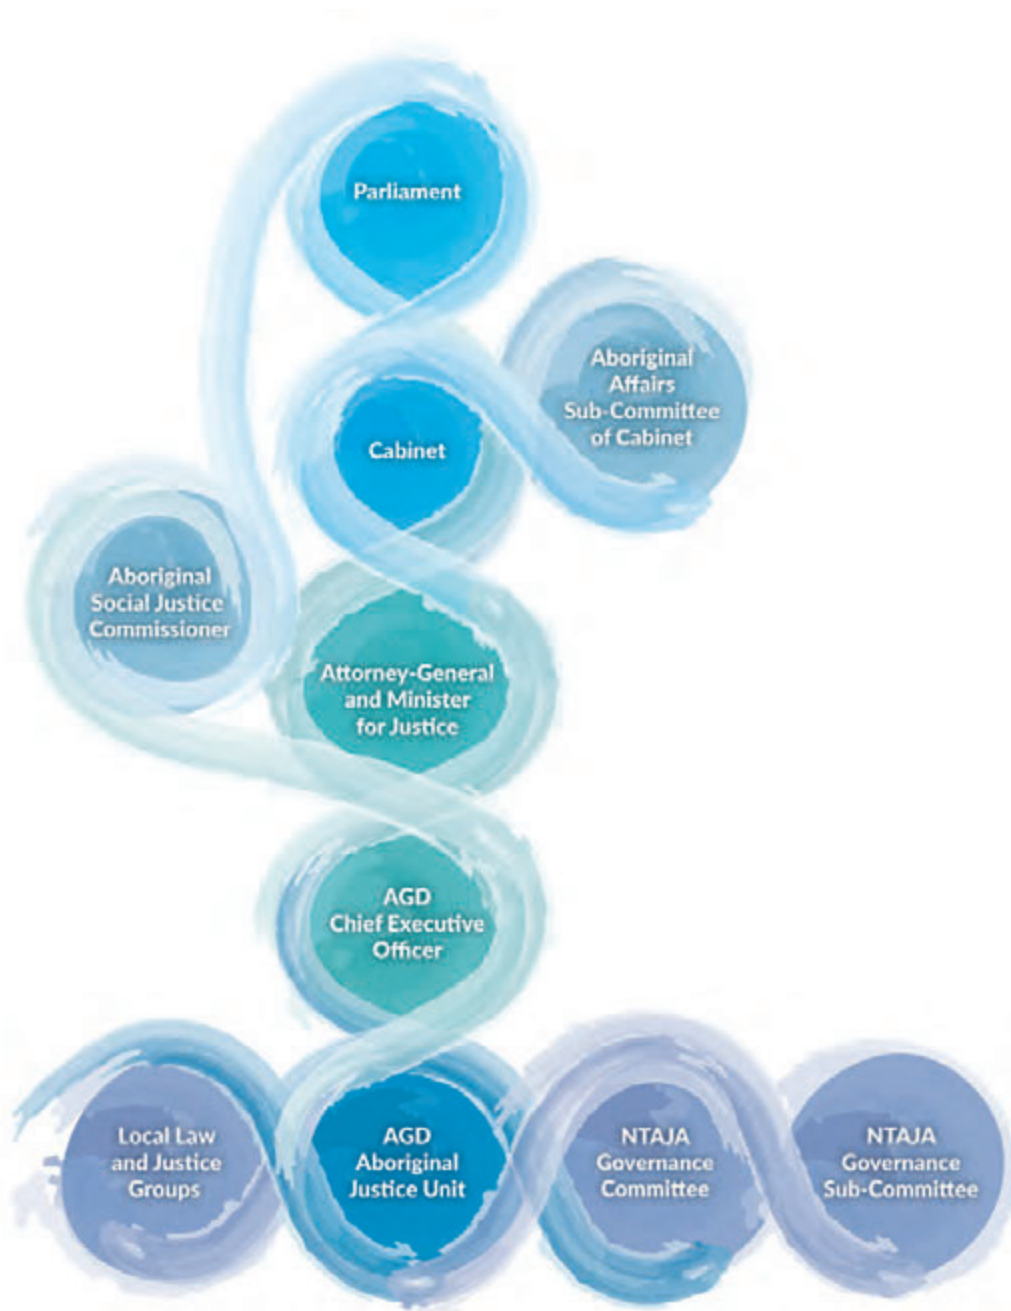 Parliament
Aboriginal
Affairs
Sub-Committee
of Cabinet
Cabinet
Aboriginal
Social Justice
Commissioner
Attorney-General
and Minister
for Justice
AGD
Chief Executive
Officer
Local Law
and Justice
Groups
AGD
Aboriginal
Justice Unit
NTAJA
Governance
Committee
NTAJA
Governance
Sub-Committee